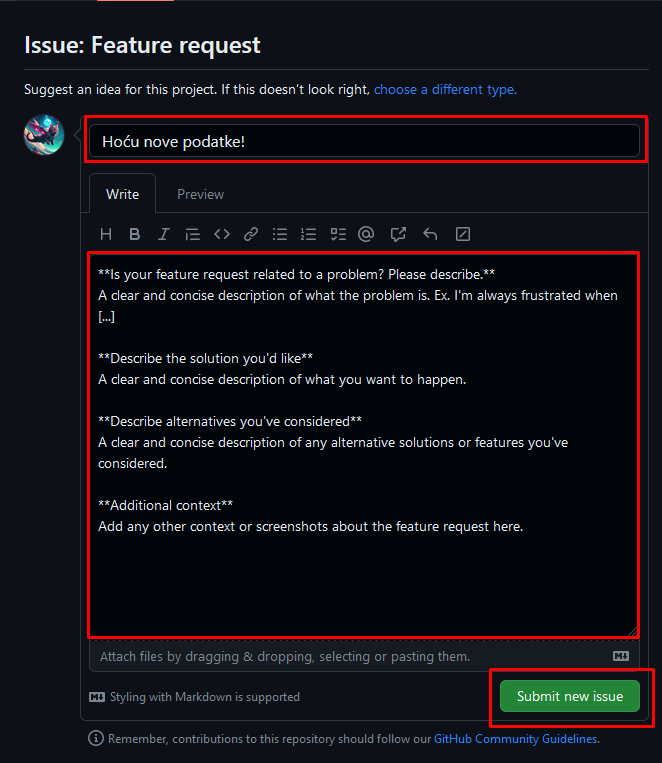 Issue: Feature request
Suggest an idea for this project. If this doesn't look right, choose a different type.
Hoću nove podatke!
Write Preview
**Is your feature request related to a problem? Please describe.**
A clear and concise description of what the problem is. Ex. I'm always frustrated when
[...]
**Describe the solution you'd like**
A clear and concise description of what you want to happen.
**Describe alternatives you've considered**
A clear and concise description of any alternative solutions or features you've
considered.
**Additional context**
Add any other context or screenshots about the feature request here.
Attach files by dragging & dropping, selecting or pasting them.
Styling with Markdown is supported
Submit new issue
Remember, contributions to this repository should follow our GitHub Community Guidelines.